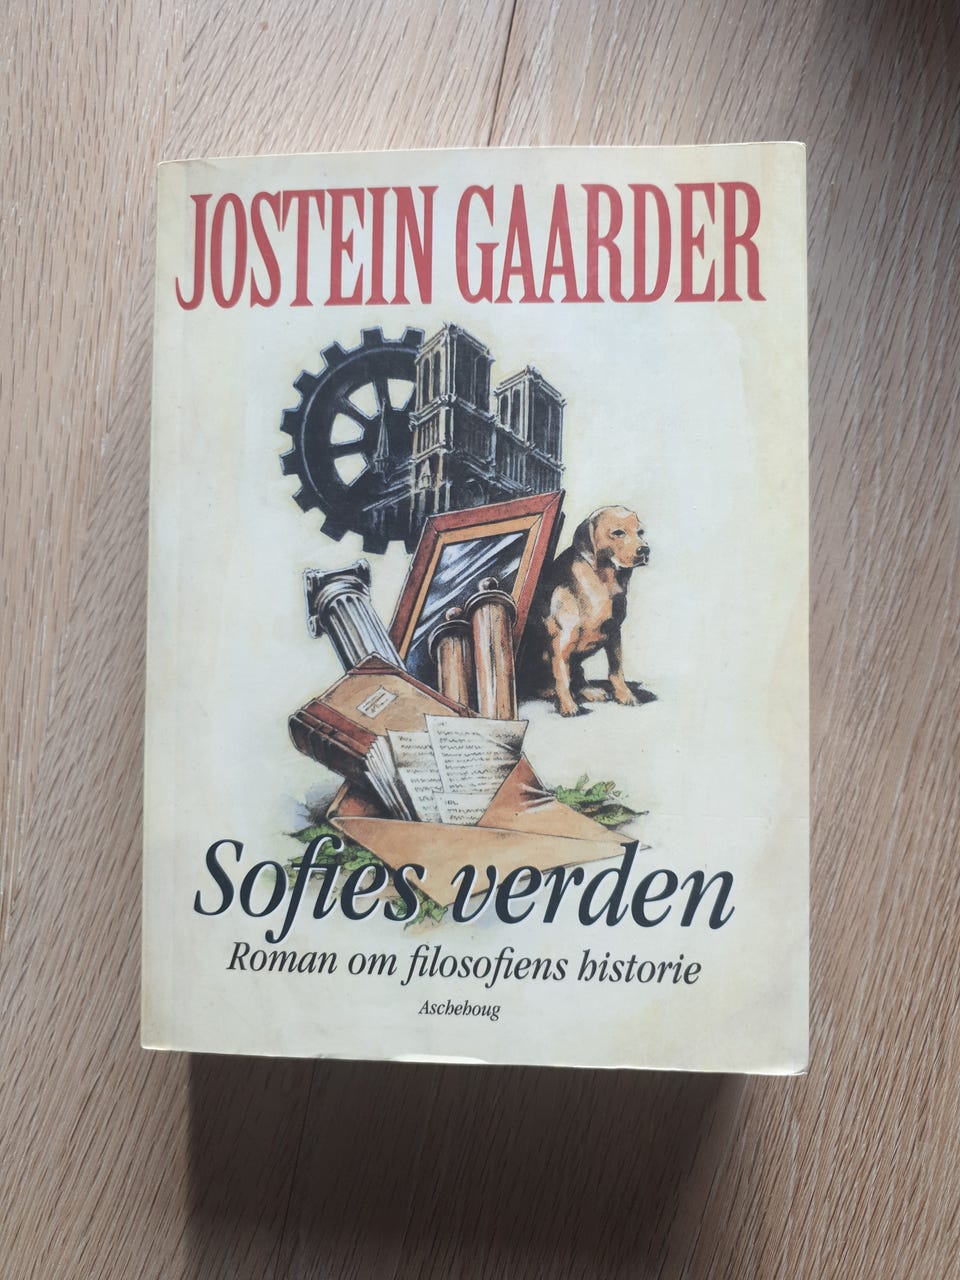 JOSTEIN GAARDER
Sofies verden
Roman om filosofiens historie
Aschehoug